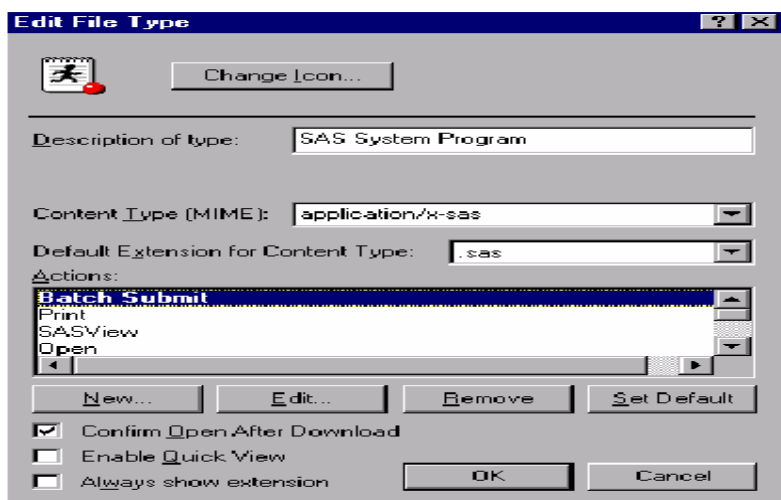 Edit File Type
Change Icon...
Description of type: SAS System Program
Content Type (MIME): application/x-sas
Default Extension for Content Type: .sas
Actions:
Batch Submit
Print
SASView
Open
New... Edit... Remove Set Default
Confirm Open After Download
Enable Quick View
Always show extension
OK Cancel